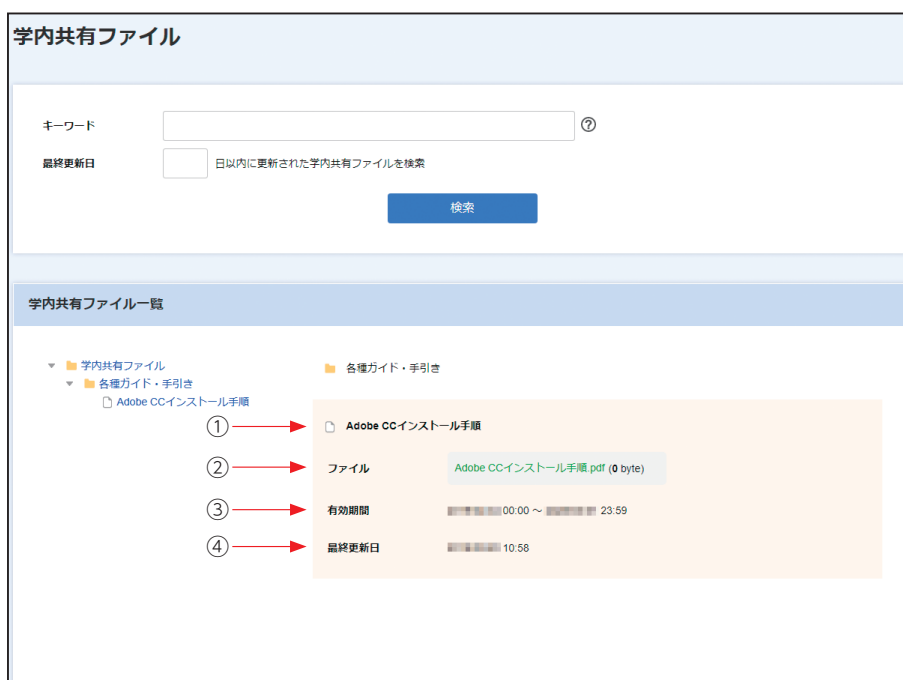 学内共有ファイル
キーワード
最終更新日 日以内に更新された学内共有ファイルを検索
検索
学内共有ファイル一覧
学内共有ファイル
各種ガイド・手引き
Adobe CCインストール手順
各種ガイド・手引き
① Adobe CCインストール手順
② ファイル Adobe CCインストール手順.pdf (0 byte)
③ 有効期間 00:00 ～ 23:59
④ 最終更新日 10:58